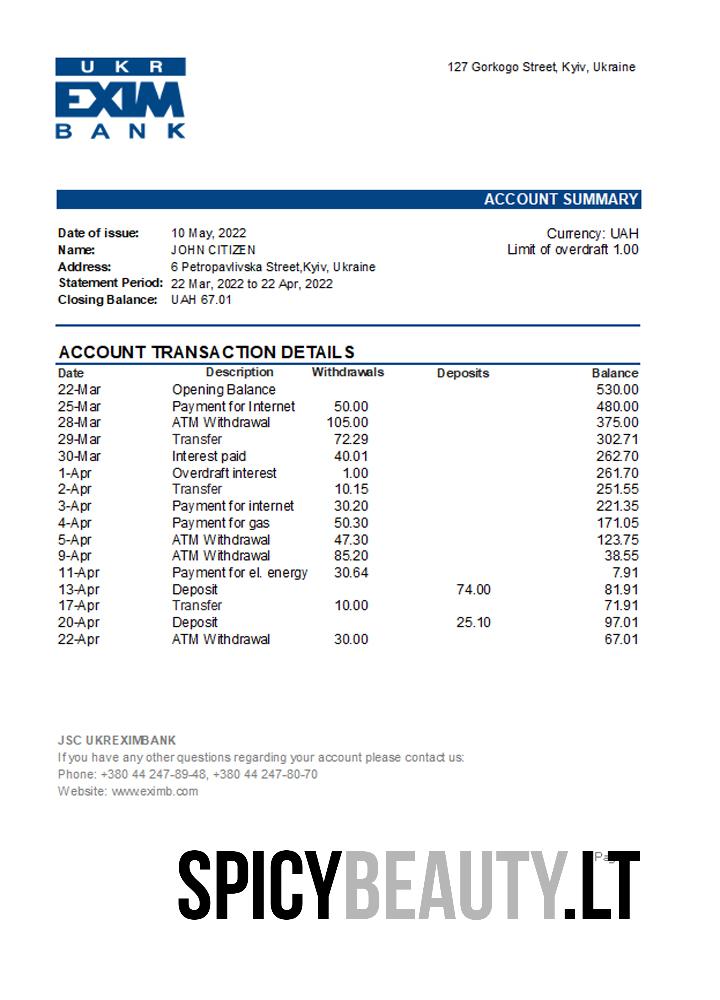 UKR
EXIM
BANK
127 Gorkogo Street, Kyiv, Ukraine
ACCOUNT SUMMARY
Date of issue: 10 May, 2022 Currency: UAH
Name: JOHN CITIZEN Limit of overdraft 1.00
Address: 6 Petropavlivska Street,Kyiv, Ukraine
Statement Period: 22 Mar, 2022 to 22 Apr, 2022
Closing Balance: UAH 67.01
ACCOUNT TRANSACTION DETAILS
Date Description Withdrawals Deposits Balance
22-Mar Opening Balance 530.00
25-Mar Payment for Internet 50.00 480.00
28-Mar ATM Withdrawal 105.00 375.00
29-Mar Transfer 72.29 302.71
30-Mar Interest paid 40.01 262.70
1-Apr Overdraft interest 1.00 261.70
2-Apr Transfer 10.15 251.55
3-Apr Payment for internet 30.20 221.35
4-Apr Payment for gas 50.30 171.05
5-Apr ATM Withdrawal 47.30 123.75
9-Apr ATM Withdrawal 85.20 38.55
11-Apr Payment for el. energy 30.64 7.91
13-Apr Deposit 74.00 81.91
17-Apr Transfer 10.00 71.91
20-Apr Deposit 25.10 97.01
22-Apr ATM Withdrawal 30.00 67.01
JSC UKREXIMBANK
If you have any other questions regarding your account please contact us:
Phone: +380 44 247-89-48, +380 44 247-80-70
Website: www.eximb.com
SPICYBEAUTY.LT